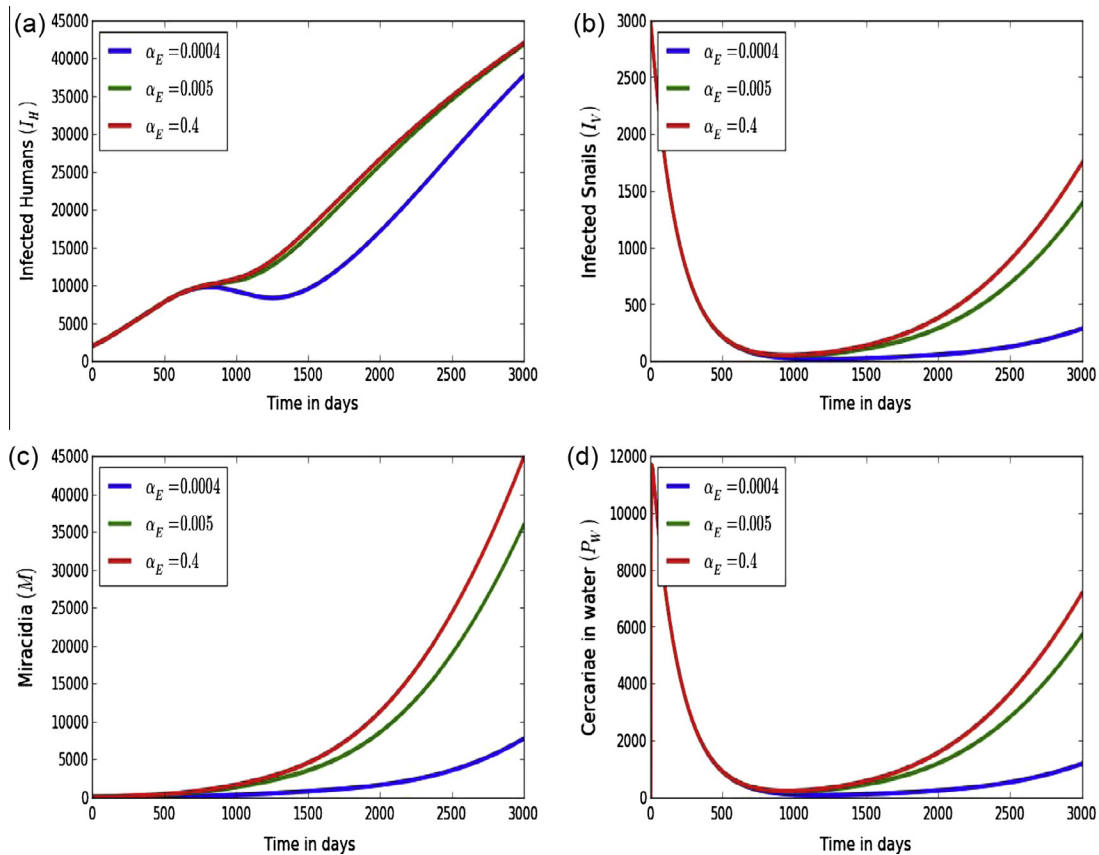 (a)
45000
40000
35000
30000
25000
20000
15000
10000
5000
0
Infected Humans (I_H)
α_E =0.0004
α_E =0.005
α_E =0.4
0 500 1000 1500 2000 2500 3000
Time in days
(b)
3000
2500
2000
1500
1000
500
0
Infected Snails (I_V)
α_E =0.0004
α_E =0.005
α_E =0.4
0 500 1000 1500 2000 2500 3000
Time in days
(c)
45000
40000
35000
30000
25000
20000
15000
10000
5000
0
Miracidia (M)
α_E =0.0004
α_E =0.005
α_E =0.4
0 500 1000 1500 2000 2500 3000
Time in days
(d)
12000
10000
8000
6000
4000
2000
0
Cercariae in water (P_W)
α_E =0.0004
α_E =0.005
α_E =0.4
0 500 1000 1500 2000 2500 3000
Time in days